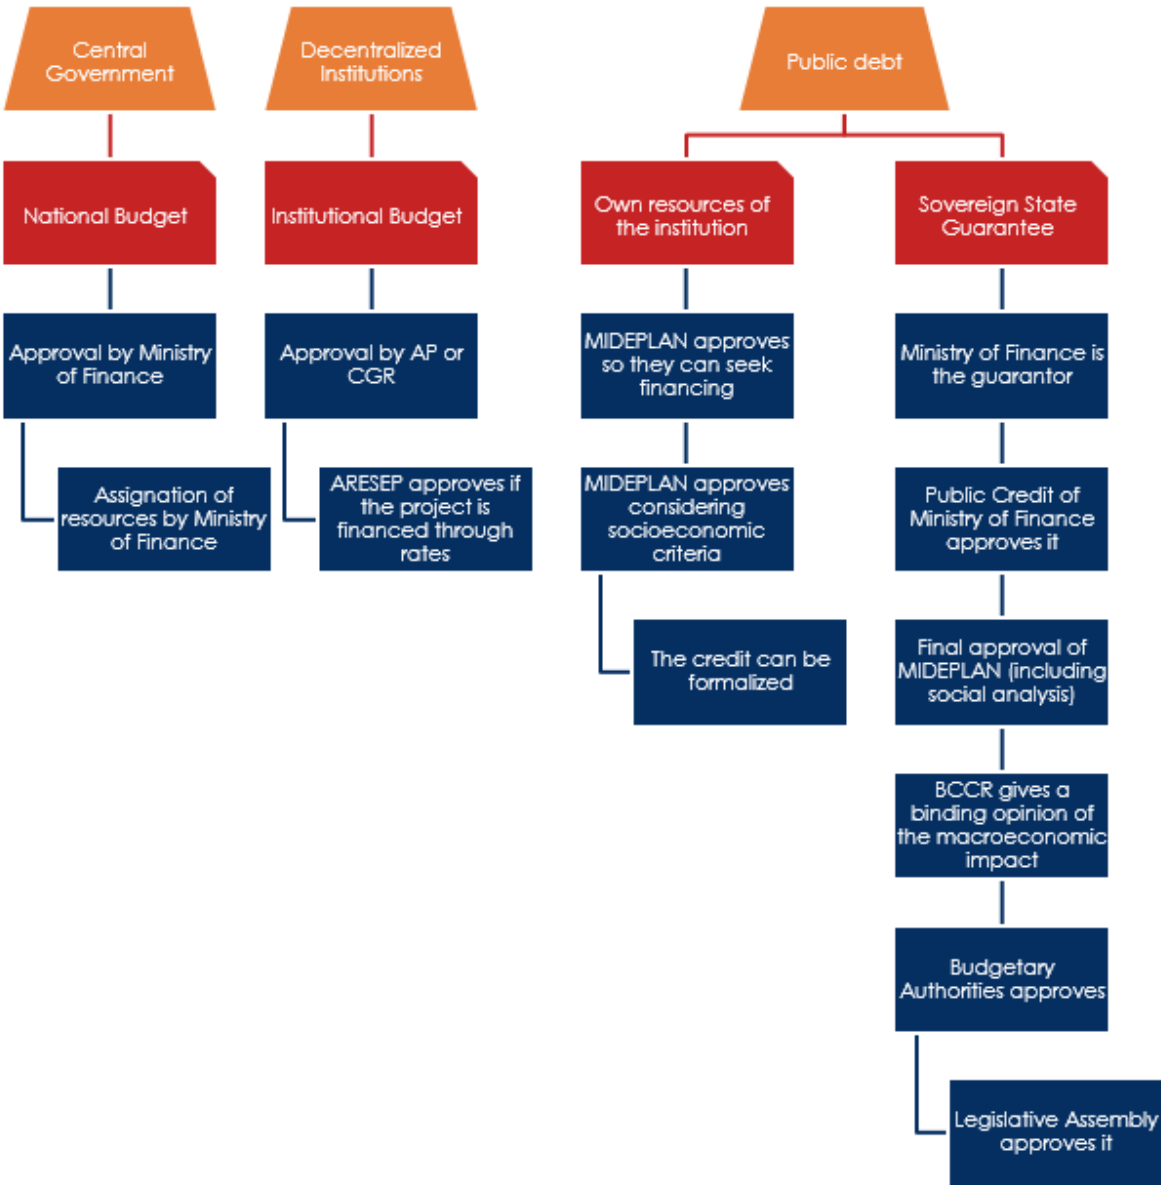 Central
Government
Decentralized
Institutions
Public debt
National Budget
Institutional Budget
Own resources of
the institution
Sovereign State
Guarantee
Approval by Ministry
of Finance
Approval by AP or
CGR
MIDEPLAN approves
so they can seek
financing
Ministry of Finance is
the guarantor
Assignation of
resources by Ministry
of Finance
ARESEP approves if
the project is
financed through
rates
MIDEPLAN approves
considering
socioeconomic
criteria
Public Credit of
Ministry of Finance
approves it
The credit can be
formalized
Final approval of
MIDEPLAN (including
social analysis)
BCCR gives a
binding opinion of
the macroeconomic
impact
Budgetary
Authorities approves
Legislative Assembly
approves it